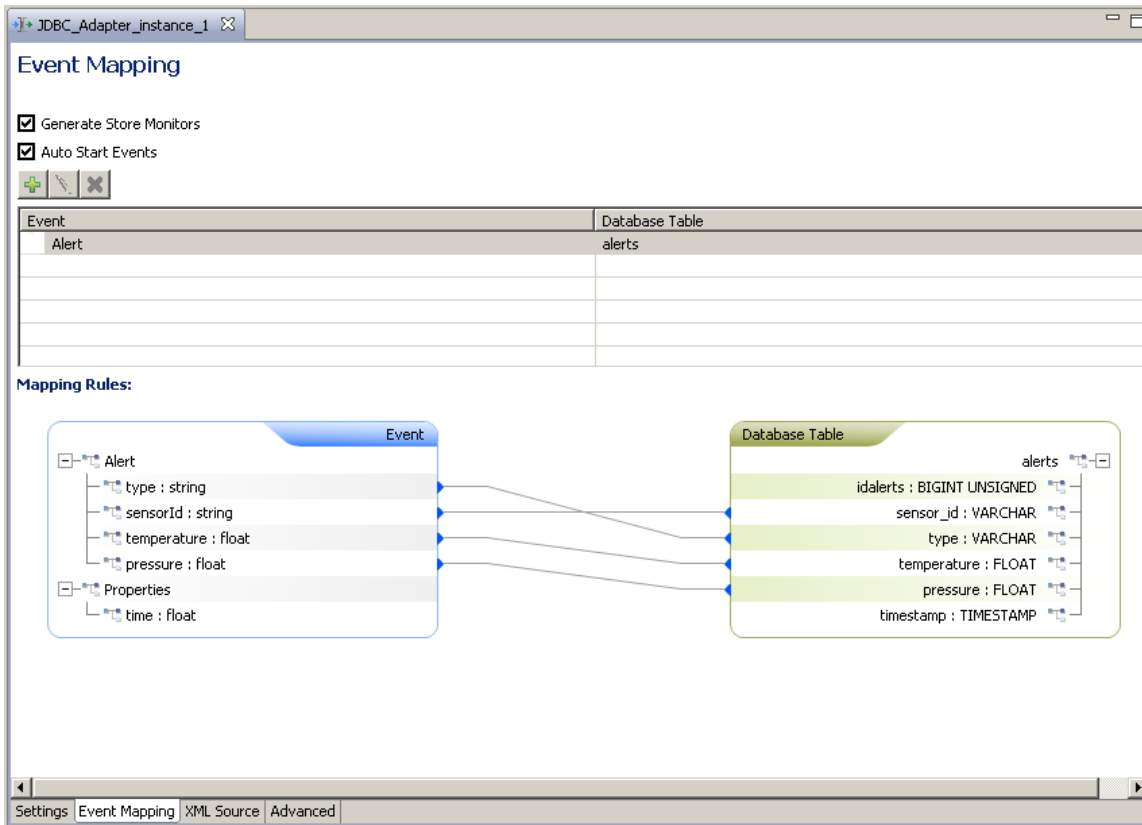 JDBC_Adapter_instance_1
Event Mapping
Generate Store Monitors
Auto Start Events
Event Database Table
Alert alerts
Mapping Rules:
Event Database Table
Alert alerts
type : string idalerts : BIGINT UNSIGNED
sensorId : string sensor_id : VARCHAR
temperature : float type : VARCHAR
pressure : float temperature : FLOAT
Properties pressure : FLOAT
time : float timestamp : TIMESTAMP
Settings Event Mapping XML Source Advanced